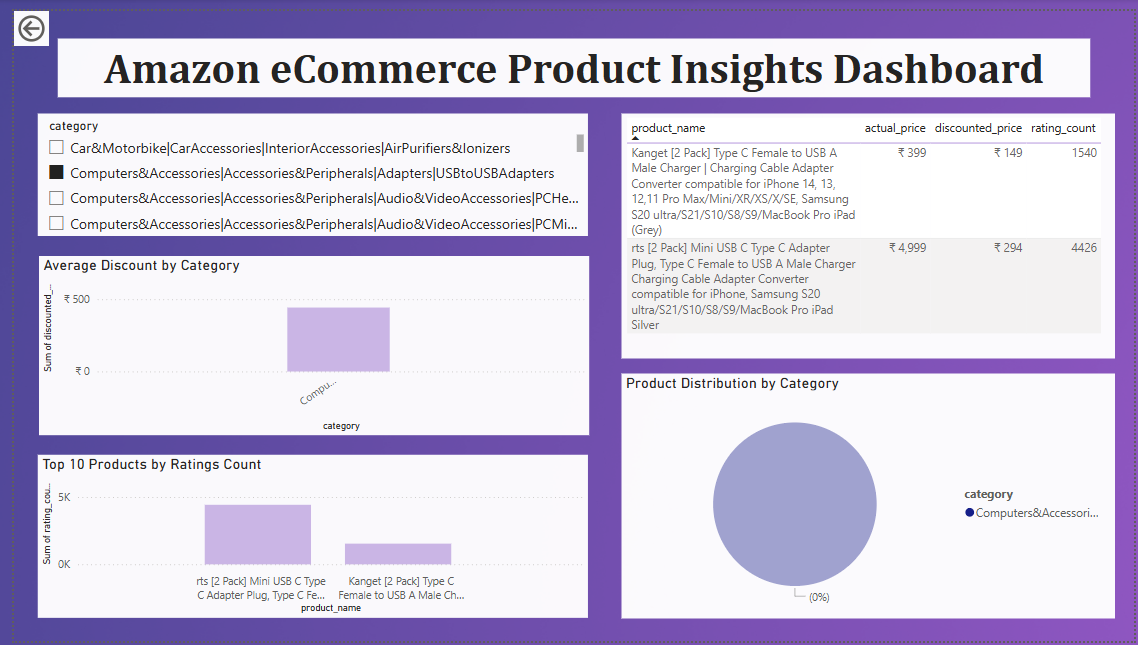 Amazon eCommerce Product Insights Dashboard
category
Car&Motorbike|CarAccessories|InteriorAccessories|AirPurifiers&Ionizers
Computers&Accessories|Accessories&Peripherals|Adapters|USBtoUSBAdapters
Computers&Accessories|Accessories&Peripherals|Audio&VideoAccessories|PCHe...
Computers&Accessories|Accessories&Peripherals|Audio&VideoAccessories|PCMi...
product_name actual_price discounted_price rating_count
Kanget [2 Pack] Type C Female to USB A ₹ 399 ₹ 149 1540
Male Charger | Charging Cable Adapter
Converter compatible for iPhone 14, 13,
12,11 Pro Max/Mini/XR/XS/X/SE, Samsung
S20 ultra/S21/S10/S8/S9/MacBook Pro iPad
(Grey)
rts [2 Pack] Mini USB C Type C Adapter ₹ 4,999 ₹ 294 4426
Plug, Type C Female to USB A Male Charger
Charging Cable Adapter Converter
compatible for iPhone, Samsung S20
ultra/S21/S10/S8/S9/MacBook Pro iPad
Silver
Average Discount by Category
Sum of discounted_...
₹ 500
₹ 0
Compu...
category
Top 10 Products by Ratings Count
Sum of rating_cou...
5K
0K
rts [2 Pack] Mini USB C Type
C Adapter Plug, Type C Fe...
Kanget [2 Pack] Type C
Female to USB A Male Ch...
product_name
Product Distribution by Category
(0%)
category
Computers&Accessori...